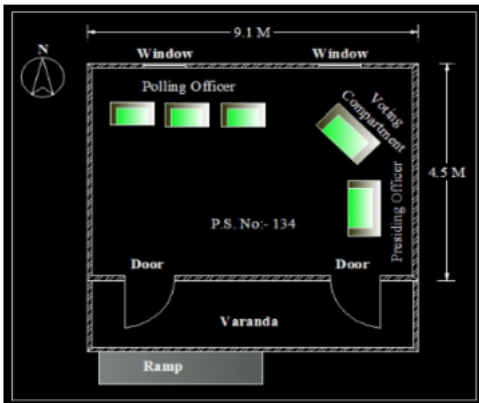 9.1 M
N
Window
Window
Polling Officer
Voting
Compartment
4.5 M
Presiding Officer
P.S. No:- 134
Door
Door
Varanda
Ramp